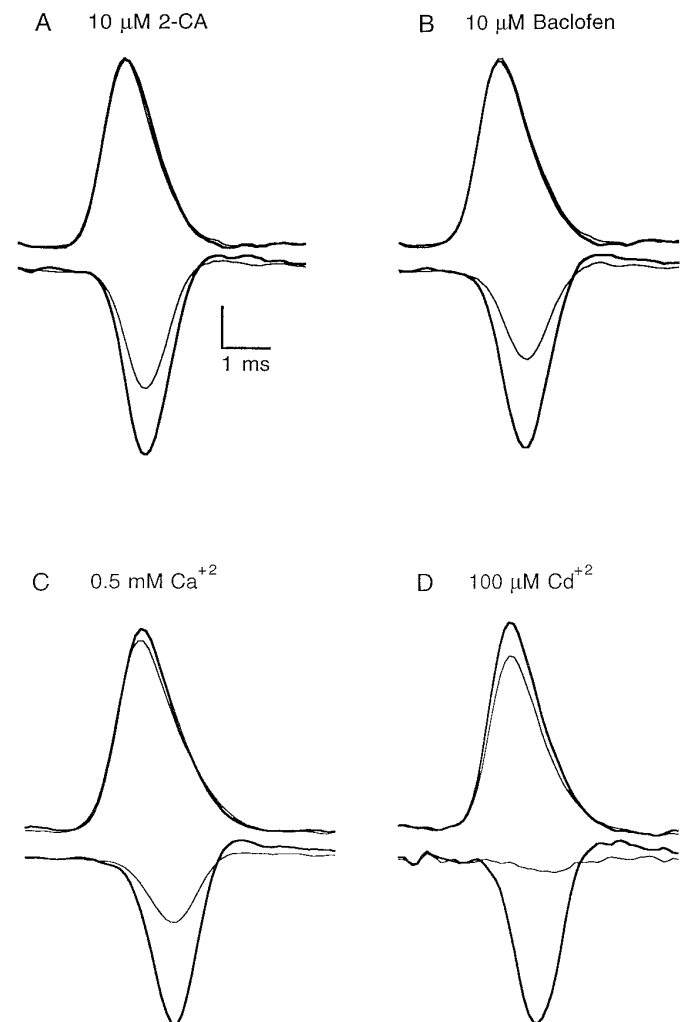 A 10 μM 2-CA
B 10 μM Baclofen
1 ms
C 0.5 mM Ca+2
D 100 μM Cd+2